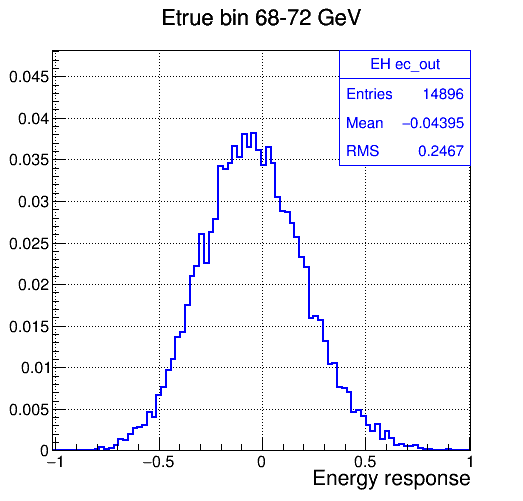 Etrue bin 68-72 GeV
EH ec_out
Entries 14896
Mean −0.04395
RMS 0.2467
0.045
0.04
0.035
0.03
0.025
0.02
0.015
0.01
0.005
0
−1 −0.5 0 0.5 1
Energy response